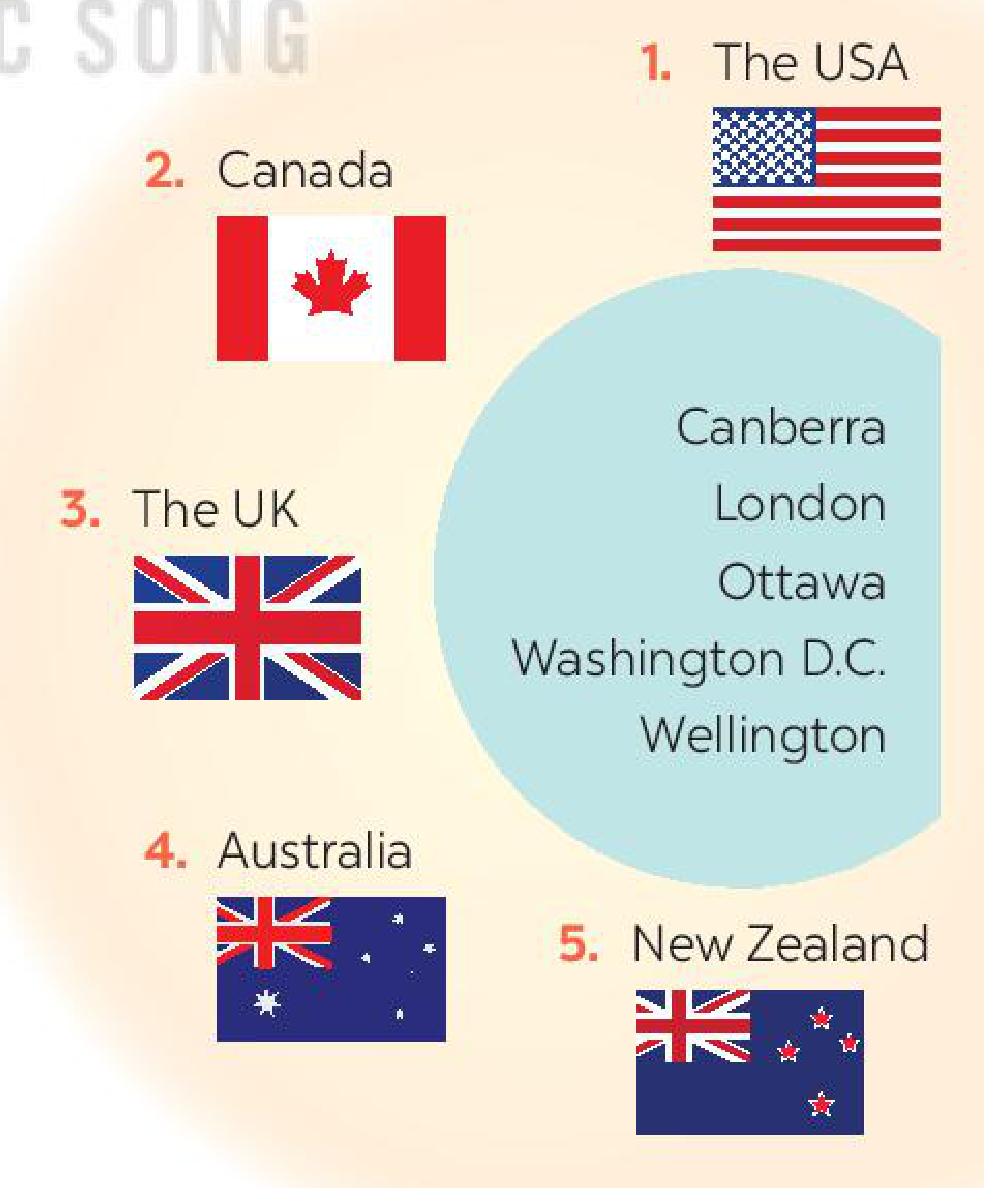 C SONG
1. The USA
2. Canada
Canberra
London
Ottawa
Washington D.C.
Wellington
3. The UK
4. Australia
5. New Zealand